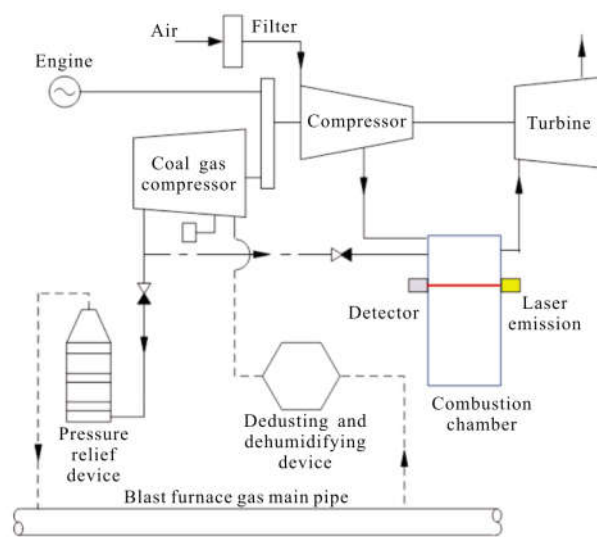 Air
Filter
Engine
Compressor
Turbine
Coal gas
compressor
Detector
Laser
emission
Combustion
chamber
Dedusting and
dehumidifying
device
Pressure
relief
device
Blast furnace gas main pipe